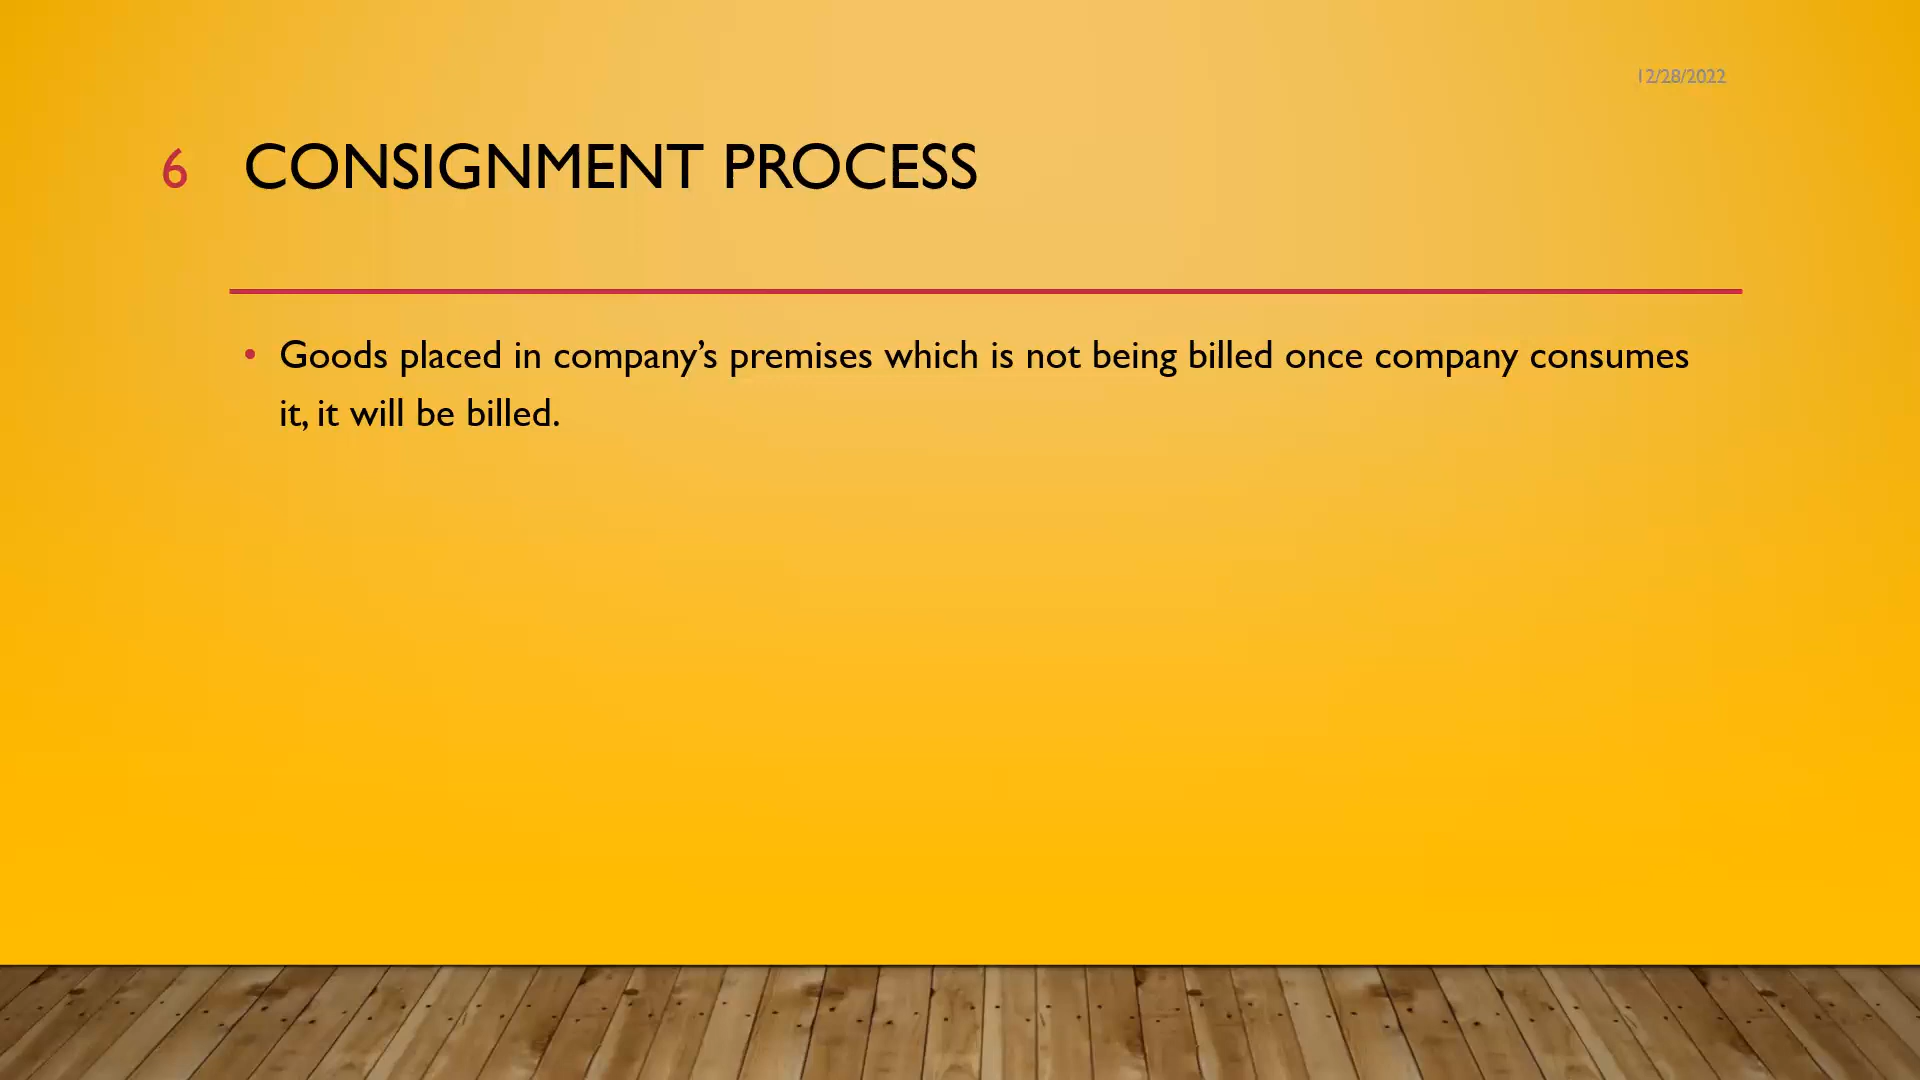 12/28/2022
6 CONSIGNMENT PROCESS
• Goods placed in company’s premises which is not being billed once company consumes
it, it will be billed.